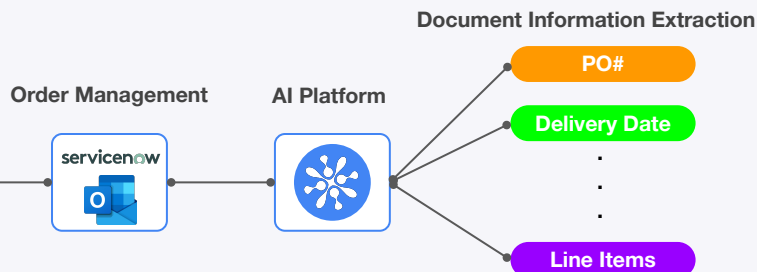 Document Information Extraction
PO#
Order Management
AI Platform
Delivery Date
servicenow
O
Line Items